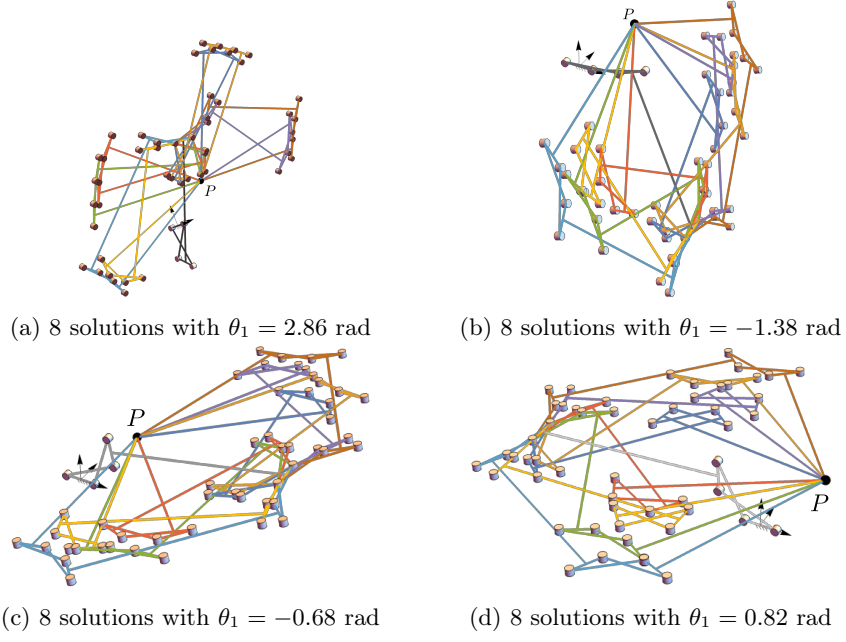 P
P
(a) 8 solutions with θ₁ = 2.86 rad
(b) 8 solutions with θ₁ = −1.38 rad
P
P
(c) 8 solutions with θ₁ = −0.68 rad
(d) 8 solutions with θ₁ = 0.82 rad